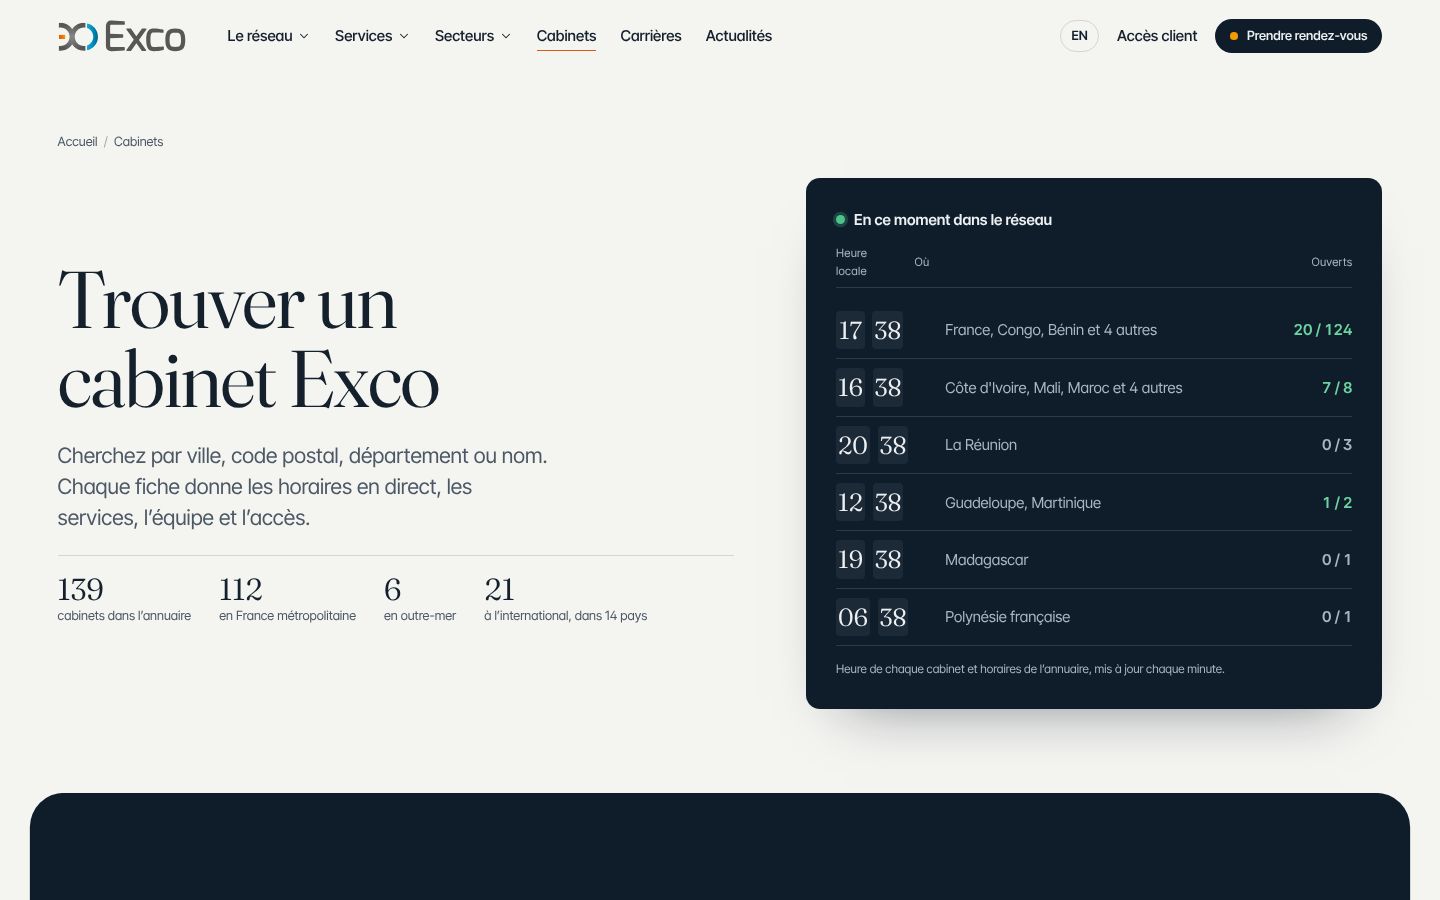 Exco
Le réseau
Services
Secteurs
Cabinets
Carrières
Actualités
EN
Accès client
Prendre rendez-vous
Accueil / Cabinets
Trouver un
cabinet Exco
Cherchez par ville, code postal, département ou nom.
Chaque fiche donne les horaires en direct, les
services, l’équipe et l’accès.
139
cabinets dans l’annuaire
112
en France métropolitaine
6
en outre-mer
21
à l’international, dans 14 pays
En ce moment dans le réseau
Heure
locale
Où
Ouverts
17 38 France, Congo, Bénin et 4 autres 20 / 124
16 38 Côte d'Ivoire, Mali, Maroc et 4 autres 7 / 8
20 38 La Réunion 0 / 3
12 38 Guadeloupe, Martinique 1 / 2
19 38 Madagascar 0 / 1
06 38 Polynésie française 0 / 1
Heure de chaque cabinet et horaires de l’annuaire, mis à jour chaque minute.